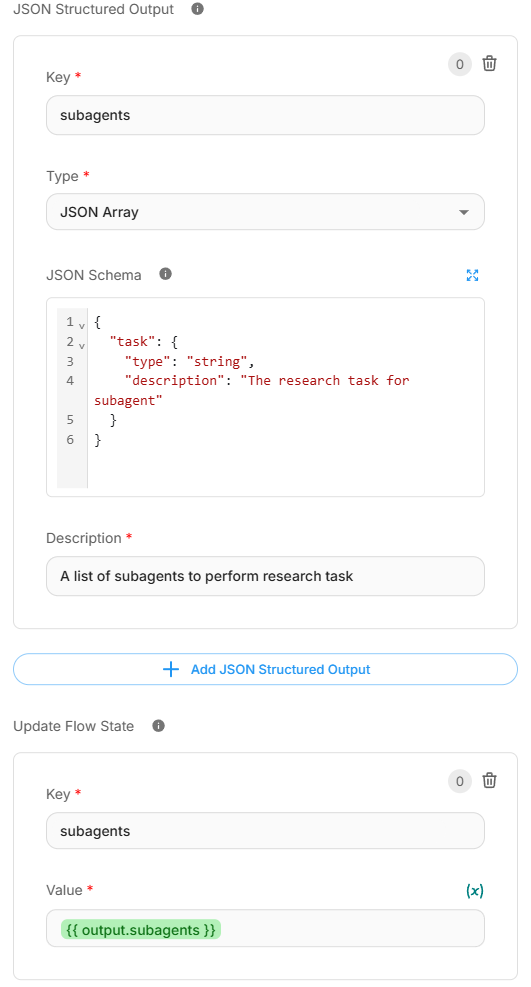 JSON Structured Output
0
Key *
subagents
Type *
JSON Array
JSON Schema
1 {
2 "task": {
3 "type": "string",
4 "description": "The research task for
subagent"
5 }
6 }
Description *
A list of subagents to perform research task
Add JSON Structured Output
Update Flow State
0
Key *
subagents
Value *
(x)
{{ output.subagents }}